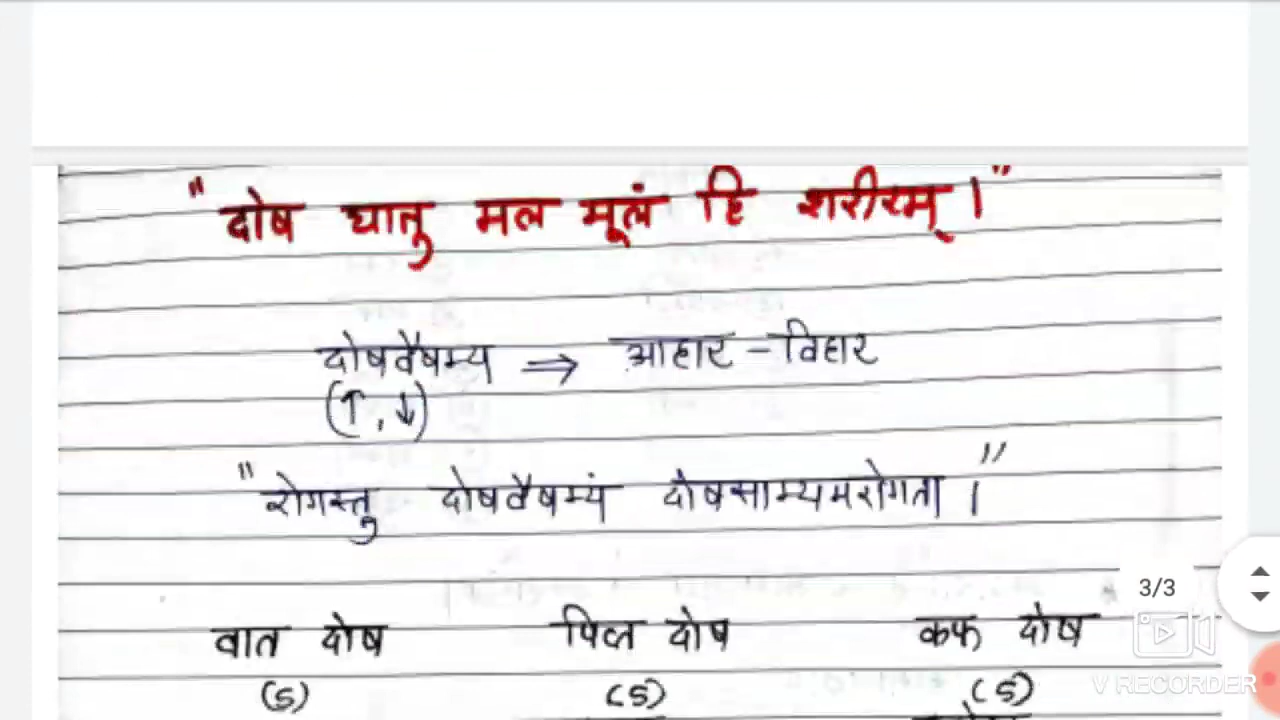 "दोष धातु मल मूलं हि शरीरम्।"
दोषवैषम्य ⇒ आहार - विहार
(↑, ↓)
"रोगस्तु दोषवैषम्यं दोषसाम्यमरोगता।"
3/3
वात दोष पित्त दोष कफ दोष
(5) (5) (5)
V RECORDER